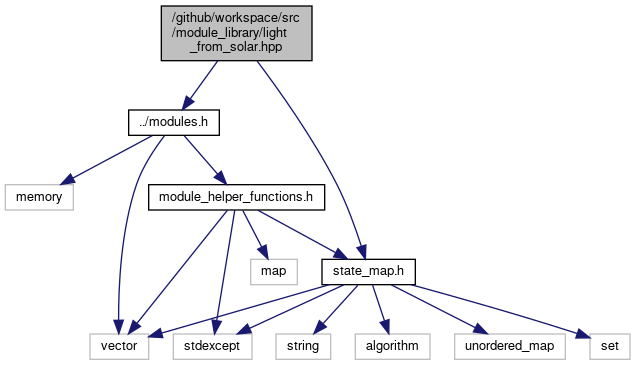 /github/workspace/src
/module_library/light
_from_solar.hpp
../modules.h
memory
module_helper_functions.h
map
state_map.h
vector
stdexcept
string
algorithm
unordered_map
set